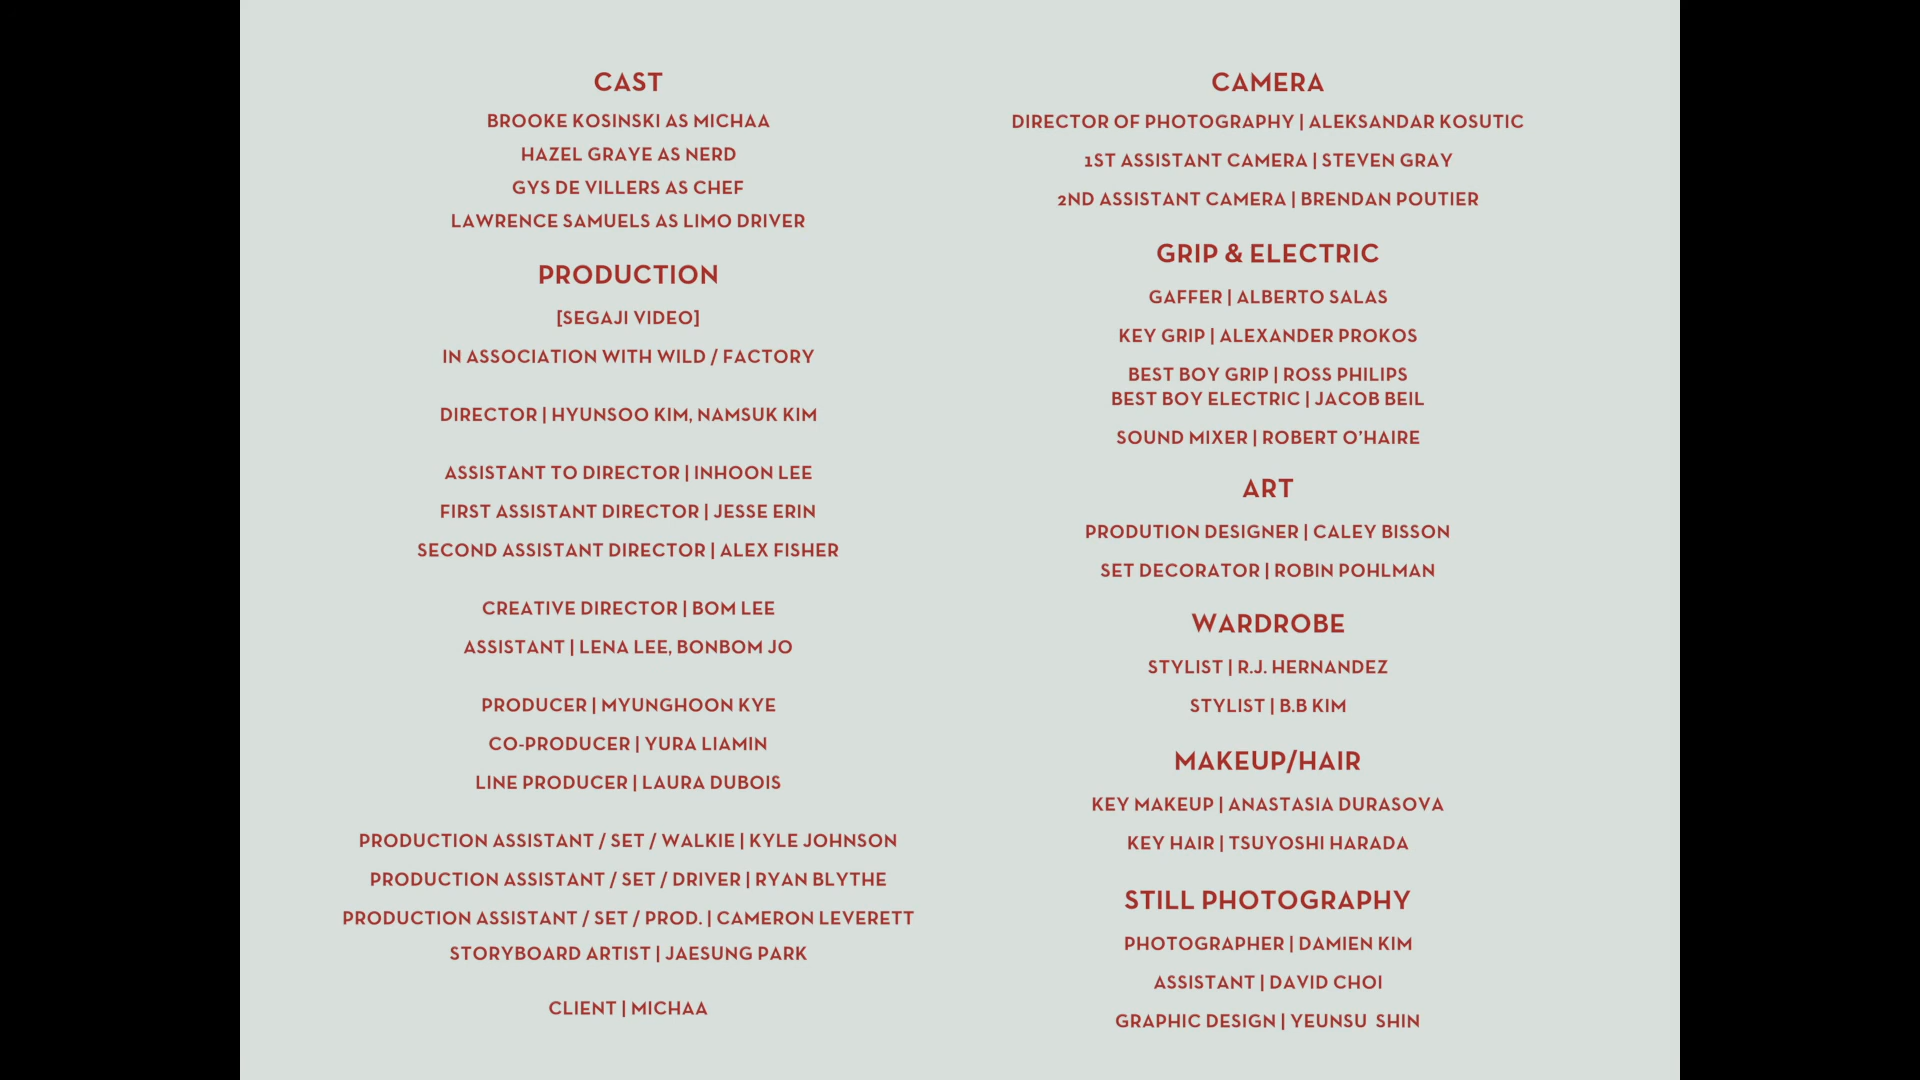 CAST
BROOKE KOSINSKI AS MICHAA
HAZEL GRAYE AS NERD
GYS DE VILLERS AS CHEF
LAWRENCE SAMUELS AS LIMO DRIVER
PRODUCTION
[SEGAJI VIDEO]
IN ASSOCIATION WITH WILD / FACTORY
DIRECTOR | HYUNSOO KIM, NAMSUK KIM
ASSISTANT TO DIRECTOR | INHOON LEE
FIRST ASSISTANT DIRECTOR | JESSE ERIN
SECOND ASSISTANT DIRECTOR | ALEX FISHER
CREATIVE DIRECTOR | BOM LEE
ASSISTANT | LENA LEE, BONBOM JO
PRODUCER | MYUNGHOON KYE
CO-PRODUCER | YURA LIAMIN
LINE PRODUCER | LAURA DUBOIS
PRODUCTION ASSISTANT / SET / WALKIE | KYLE JOHNSON
PRODUCTION ASSISTANT / SET / DRIVER | RYAN BLYTHE
PRODUCTION ASSISTANT / SET / PROD. | CAMERON LEVERETT
STORYBOARD ARTIST | JAESUNG PARK
CLIENT | MICHAA
CAMERA
DIRECTOR OF PHOTOGRAPHY | ALEKSANDAR KOSUTIC
1ST ASSISTANT CAMERA | STEVEN GRAY
2ND ASSISTANT CAMERA | BRENDAN POUTIER
GRIP & ELECTRIC
GAFFER | ALBERTO SALAS
KEY GRIP | ALEXANDER PROKOS
BEST BOY GRIP | ROSS PHILIPS
BEST BOY ELECTRIC | JACOB BEIL
SOUND MIXER | ROBERT O'HAIRE
ART
PRODUTION DESIGNER | CALEY BISSON
SET DECORATOR | ROBIN POHLMAN
WARDROBE
STYLIST | R.J. HERNANDEZ
STYLIST | B.B KIM
MAKEUP/HAIR
KEY MAKEUP | ANASTASIA DURASOVA
KEY HAIR | TSUYOSHI HARADA
STILL PHOTOGRAPHY
PHOTOGRAPHER | DAMIEN KIM
ASSISTANT | DAVID CHOI
GRAPHIC DESIGN | YEUNSU SHIN